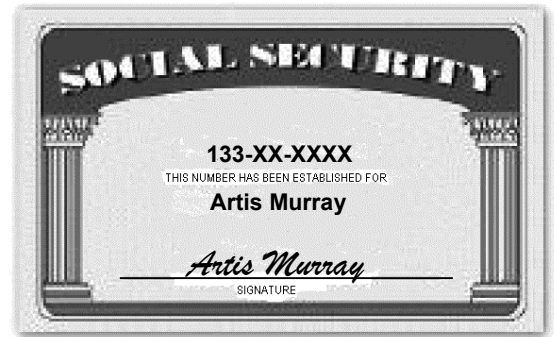 SOCIAL SECURITY
133-XX-XXXX
THIS NUMBER HAS BEEN ESTABLISHED FOR
Artis Murray
Artis Murray
SIGNATURE